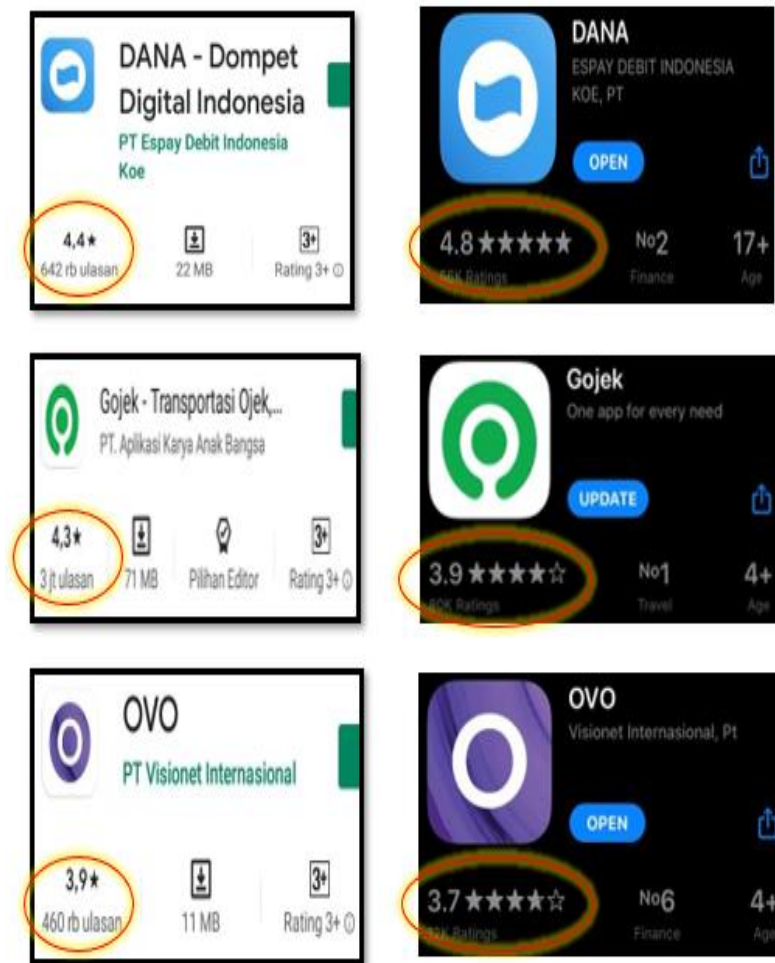 DANA - Dompet
Digital Indonesia
PT Espay Debit Indonesia
Koe
4,4★
642 rb ulasan
22 MB
3+
Rating 3+
DANA
ESPAY DEBIT INDONESIA
KOE, PT
OPEN
4.8 ★★★★★
Ratings
No2
Finance
17+
Age
Gojek - Transportasi Ojek,...
PT. Aplikasi Karya Anak Bangsa
4,3★
3 jt ulasan
71 MB
Pilihan Editor
3+
Rating 3+
Gojek
One app for every need
UPDATE
3.9 ★★★★☆
Ratings
No1
Travel
4+
Age
OVO
PT Visionet Internasional
3,9★
460 rb ulasan
11 MB
3+
Rating 3+
OVO
Visionet Internasional, Pt
OPEN
3.7 ★★★★☆
Ratings
No6
Finance
4+
Age